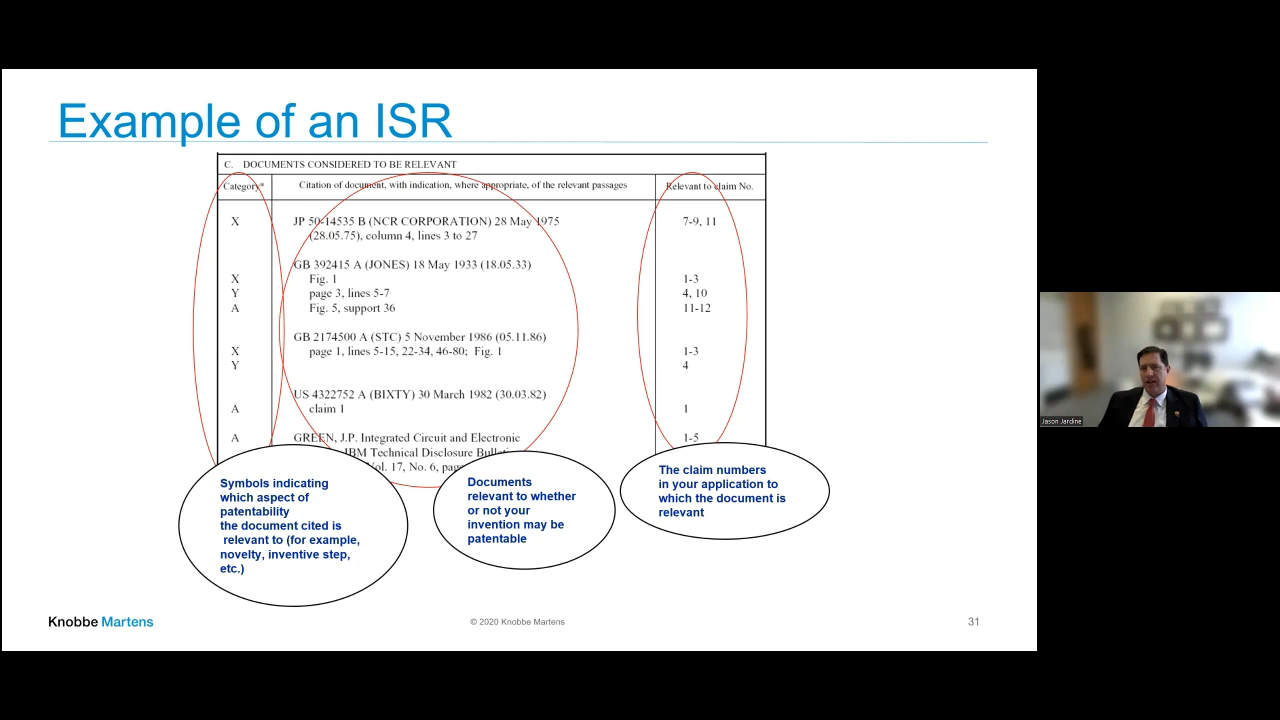 Example of an ISR
C. DOCUMENTS CONSIDERED TO BE RELEVANT
Category* Citation of document, with indication, where appropriate, of the relevant passages Relevant to claim No.
X JP 50-14535 B (NCR CORPORATION) 28 May 1975 7-9, 11
(28.05.75), column 4, lines 3 to 27
GB 392415 A (JONES) 18 May 1933 (18.05.33)
X Fig. 1 1-3
Y page 3, lines 5-7 4, 10
A Fig. 5, support 36 11-12
GB 2174500 A (STC) 5 November 1986 (05.11.86)
X page 1, lines 5-15, 22-34, 46-80; Fig. 1 1-3
Y 4
US 4322752 A (BIXTY) 30 March 1982 (30.03.82)
A claim 1 1
A GREEN, J.P. Integrated Circuit and Electronic 1-5
IBM Technical Disclosure
Vol. 17, No. 6,
Symbols indicating
which aspect of
patentability
the document cited is
relevant to (for example,
novelty, inventive step,
etc.)
Documents
relevant to whether
or not your
invention may be
patentable
The claim numbers
in your application to
which the document is
relevant
Knobbe Martens © 2020 Knobbe Martens 31
Jason Jardine